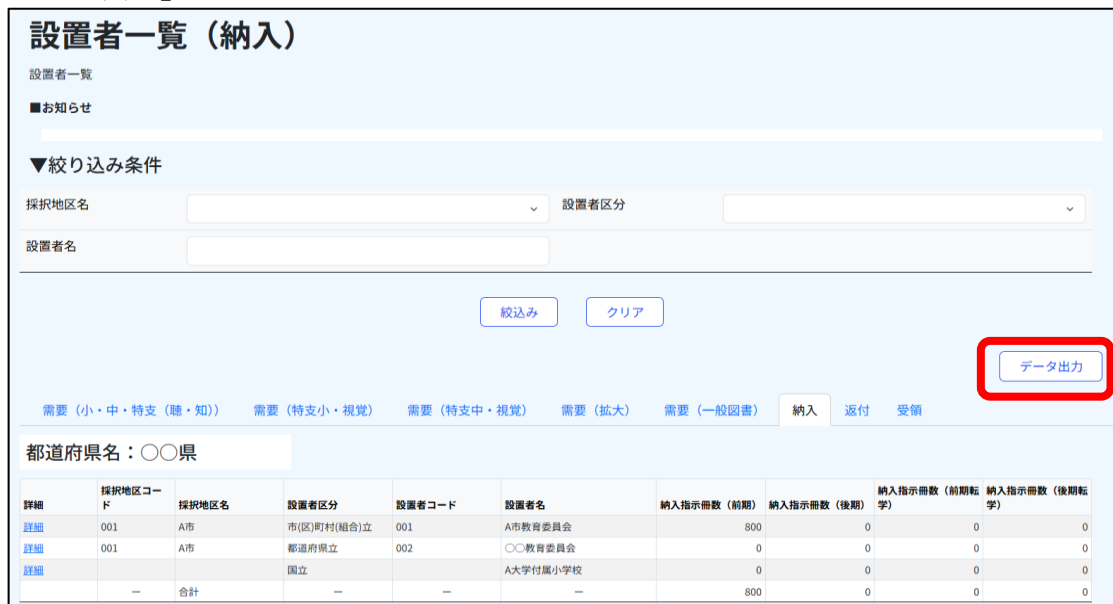 設置者一覧（納入）
設置者一覧
■お知らせ
▼絞り込み条件
採択地区名 設置者区分
設置者名
絞込み クリア
データ出力
需要（小・中・特支（聴・知）） 需要（特支小・視覚） 需要（特支中・視覚） 需要（拡大） 需要（一般図書） 納入 返付 受領
都道府県名：〇〇県
詳細 採択地区コード 採択地区名 設置者区分 設置者コード 設置者名 納入指示冊数（前期） 納入指示冊数（後期） 納入指示冊数（前期転学） 納入指示冊数（後期転学）
詳細 001 A市 市(区)町村(組合)立 001 A市教育委員会 800 0 0 0
詳細 001 A市 都道府県立 002 〇〇教育委員会 0 0 0 0
詳細 国立 A大学付属小学校 0 0 0 0
― 合計 ― ― ― 800 0 0 0